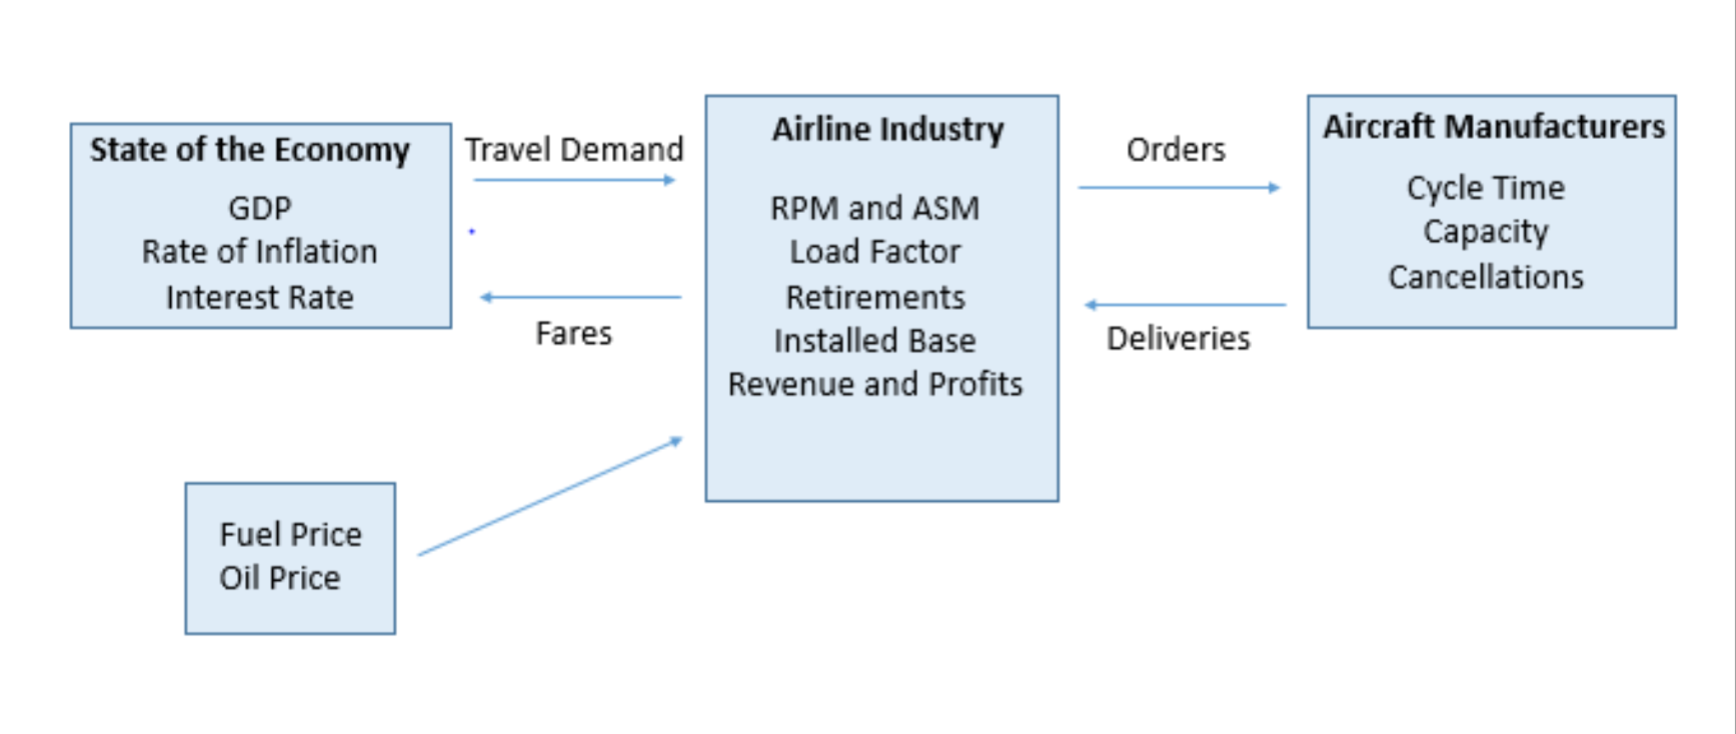 State of the Economy
GDP
Rate of Inflation
Interest Rate
Travel Demand
Fares
Airline Industry
RPM and ASM
Load Factor
Retirements
Installed Base
Revenue and Profits
Orders
Deliveries
Aircraft Manufacturers
Cycle Time
Capacity
Cancellations
Fuel Price
Oil Price